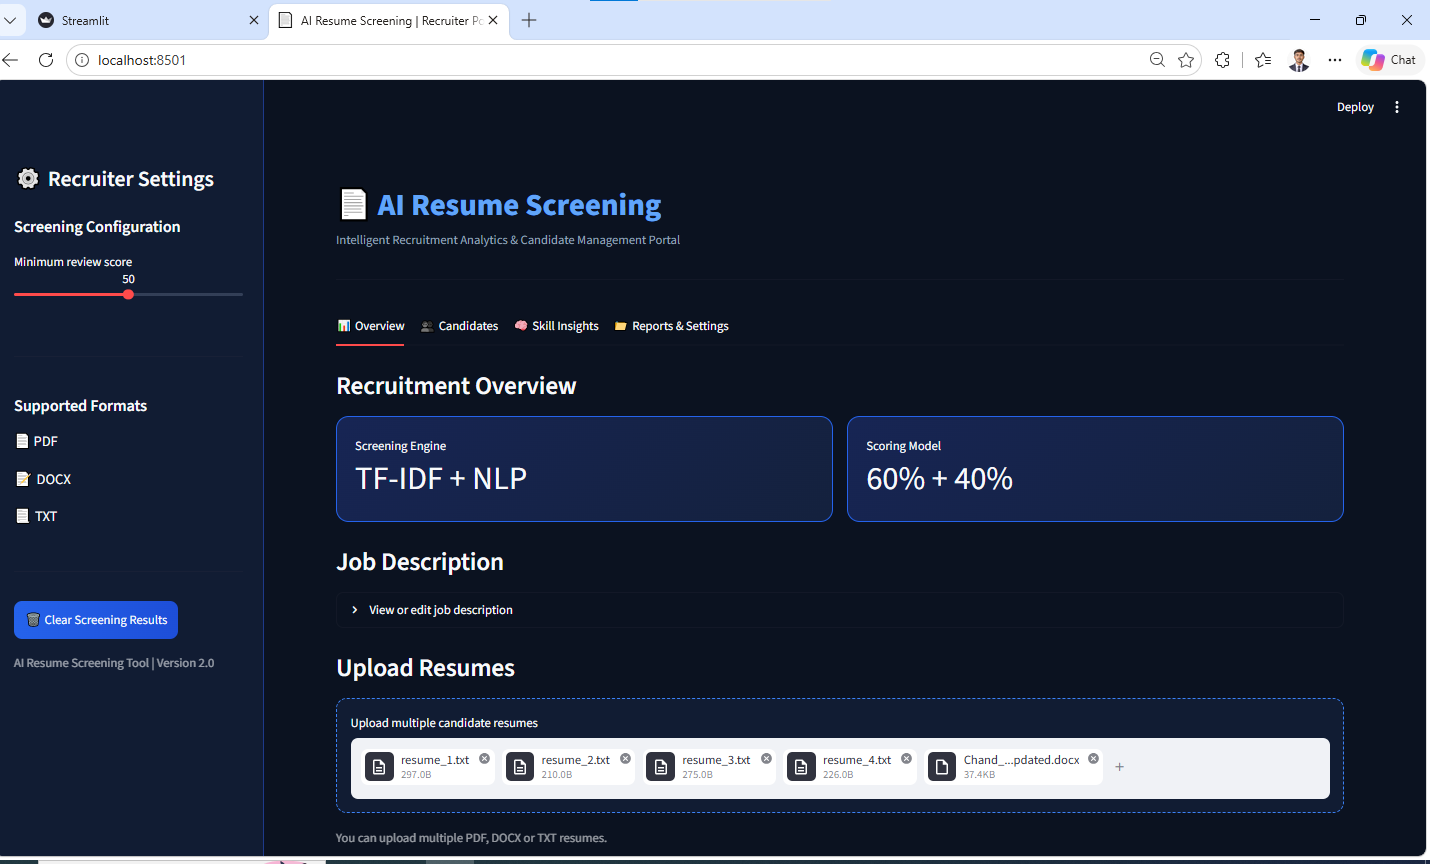 Streamlit
AI Resume Screening | Recruiter Po
localhost:8501
Chat
Deploy
Recruiter Settings
Screening Configuration
Minimum review score
50
Supported Formats
PDF
DOCX
TXT
Clear Screening Results
AI Resume Screening Tool | Version 2.0
AI Resume Screening
Intelligent Recruitment Analytics & Candidate Management Portal
Overview Candidates Skill Insights Reports & Settings
Recruitment Overview
Screening Engine
TF-IDF + NLP
Scoring Model
60% + 40%
Job Description
View or edit job description
Upload Resumes
Upload multiple candidate resumes
resume_1.txt
297.0B
resume_2.txt
210.0B
resume_3.txt
275.0B
resume_4.txt
226.0B
Chand_...pdated.docx
37.4KB
You can upload multiple PDF, DOCX or TXT resumes.